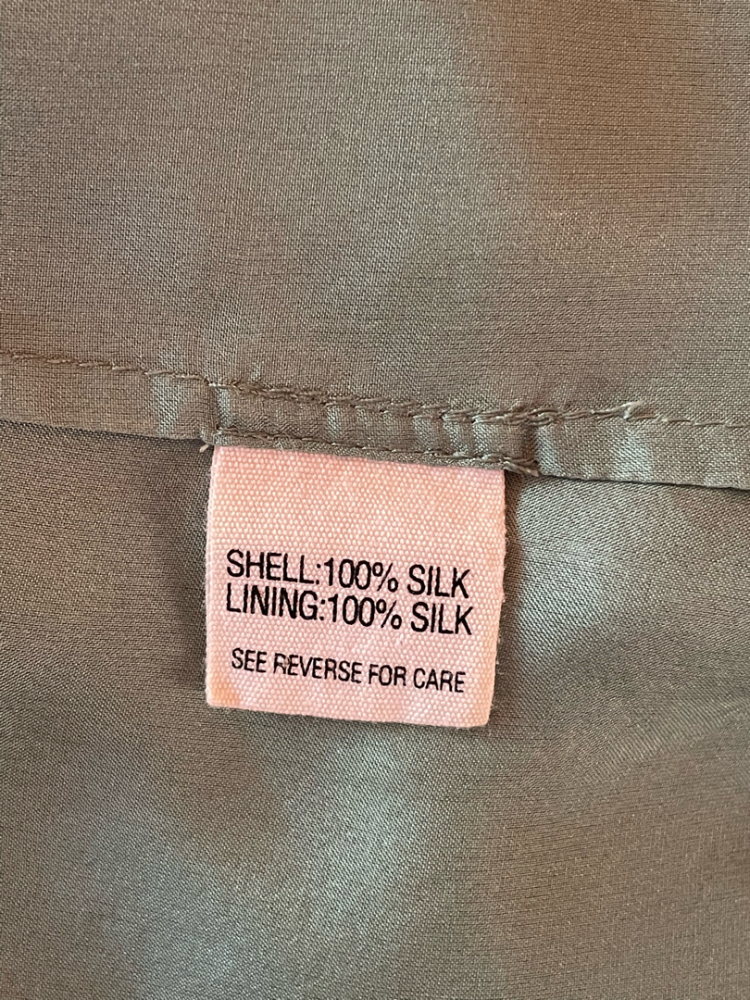 SHELL:100% SILK
LINING:100% SILK
SEE REVERSE FOR CARE